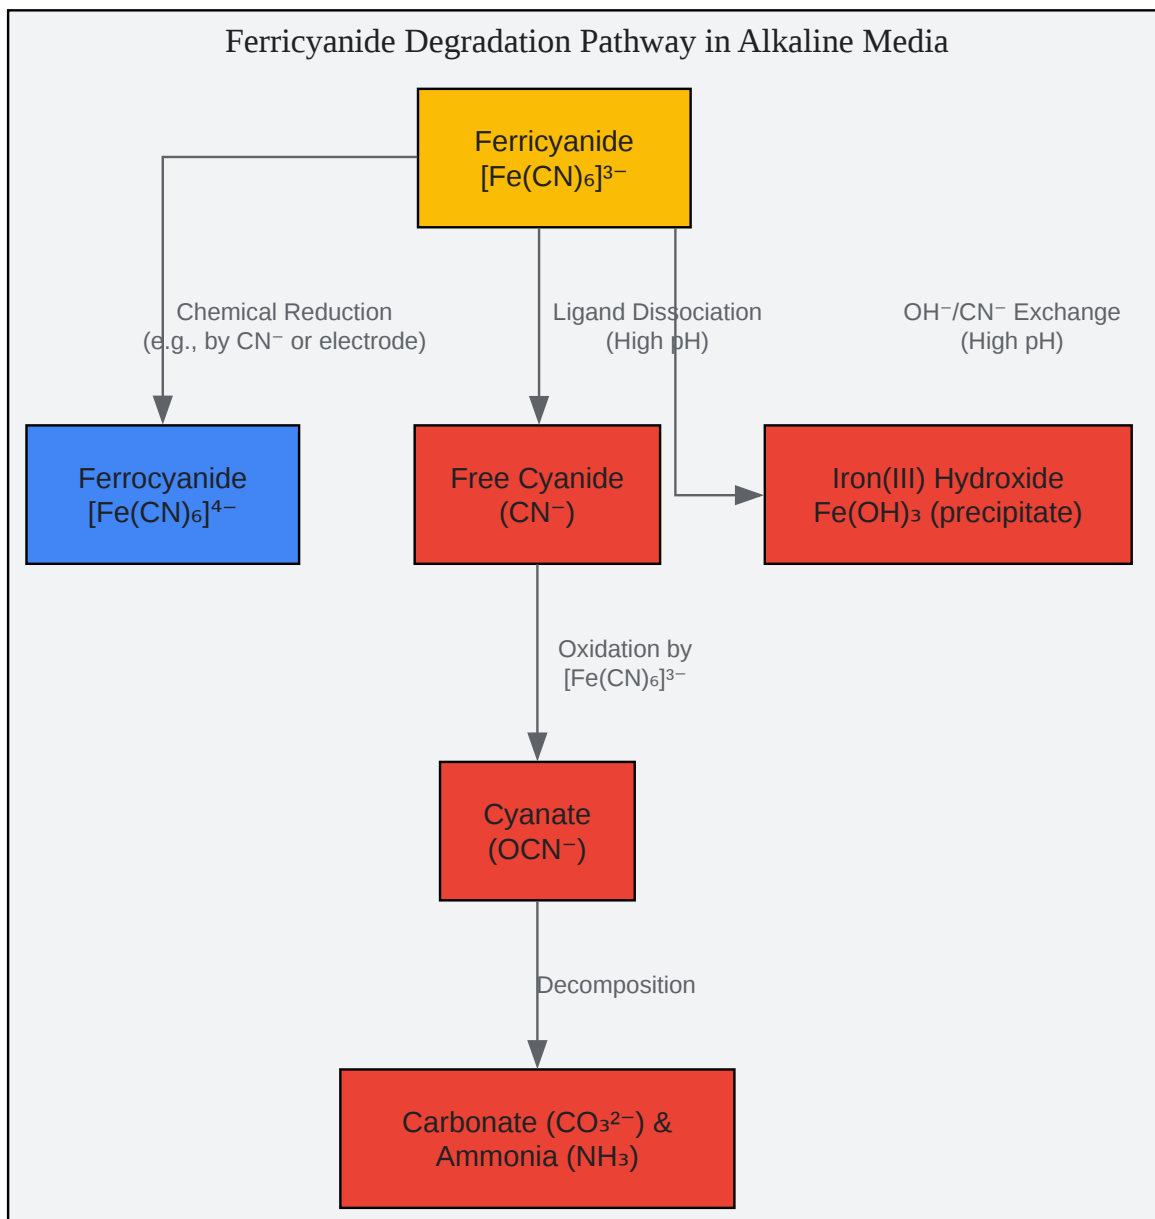 Ferricyanide Degradation Pathway in Alkaline Media
Ferricyanide
[Fe(CN)₆]³⁻
Chemical Reduction
(e.g., by CN⁻ or electrode)
Ligand Dissociation
(High pH)
OH⁻/CN⁻ Exchange
(High pH)
Ferrocyanide
[Fe(CN)₆]⁴⁻
Free Cyanide
(CN⁻)
Iron(III) Hydroxide
Fe(OH)₃ (precipitate)
Oxidation by
[Fe(CN)₆]³⁻
Cyanate
(OCN⁻)
Decomposition
Carbonate (CO₃²⁻) &
Ammonia (NH₃)